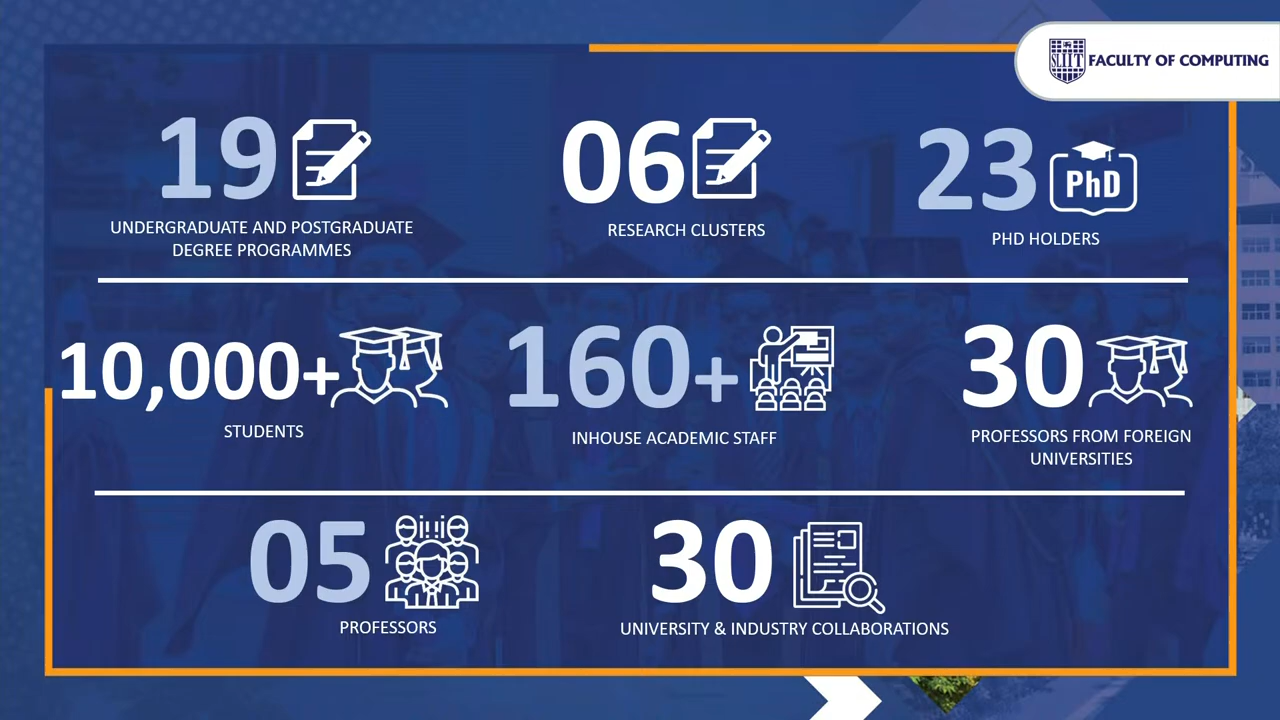 SLIIT FACULTY OF COMPUTING
19
UNDERGRADUATE AND POSTGRADUATE
DEGREE PROGRAMMES
06
RESEARCH CLUSTERS
23
PhD
PHD HOLDERS
10,000+
STUDENTS
160+
INHOUSE ACADEMIC STAFF
30
PROFESSORS FROM FOREIGN
UNIVERSITIES
05
PROFESSORS
30
UNIVERSITY & INDUSTRY COLLABORATIONS